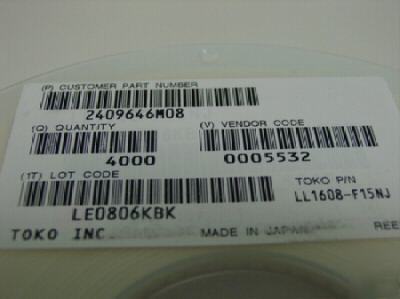 (P) CUSTOMER PART NUMBER
2409646M08
(Q) QUANTITY
4000
(V) VENDOR CODE
0005532
(1T) LOT CODE
LE0806KBK
TOKO P/N
LL1608-F15NJ
TOKO INC
MADE IN JAPAN
REE